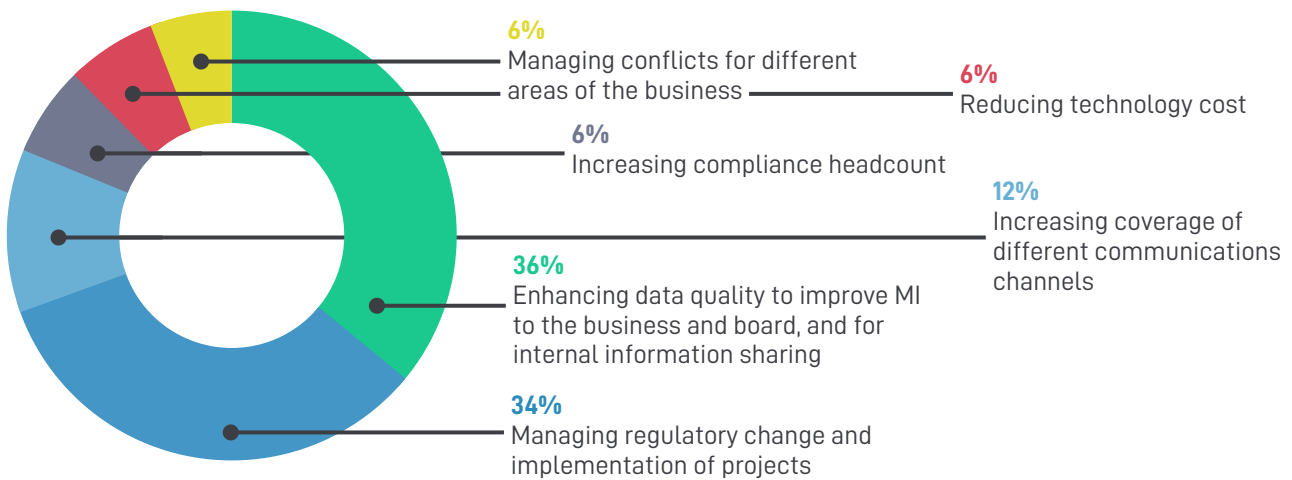 6%
Managing conflicts for different
areas of the business
6%
Reducing technology cost
6%
Increasing compliance headcount
12%
Increasing coverage of
different communications
channels
36%
Enhancing data quality to improve MI
to the business and board, and for
internal information sharing
34%
Managing regulatory change and
implementation of projects